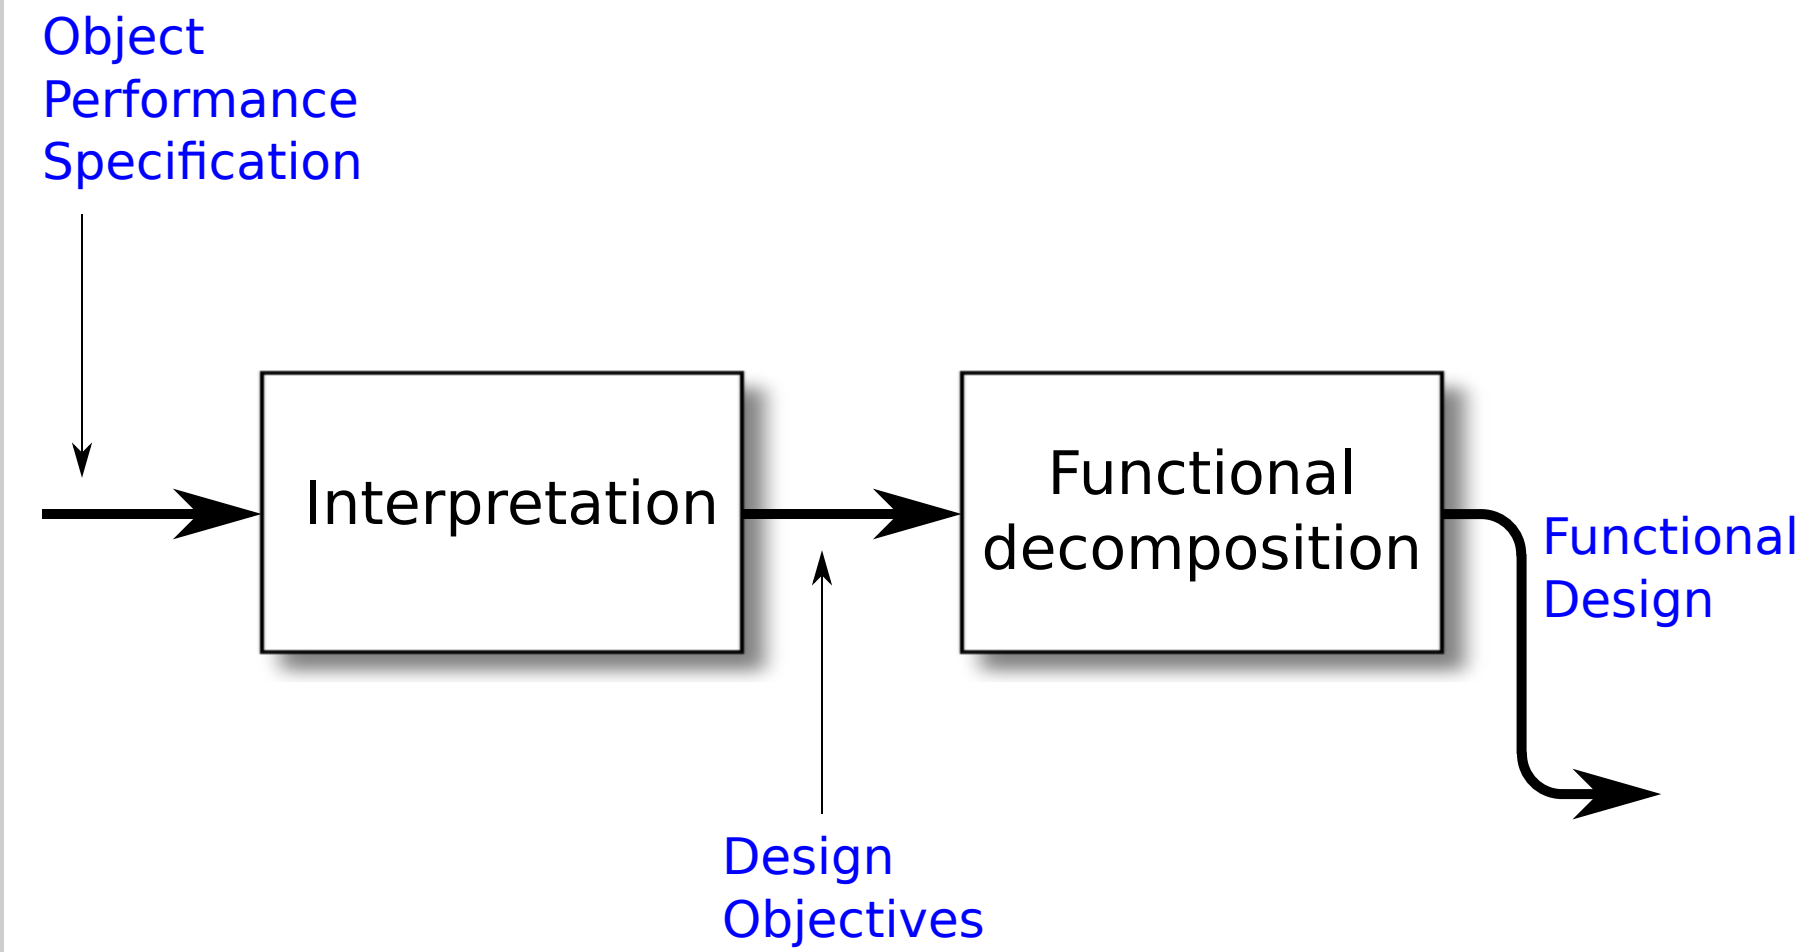 Object
Performance
Specification
Interpretation
Functional
decomposition
Functional
Design
Design
Objectives